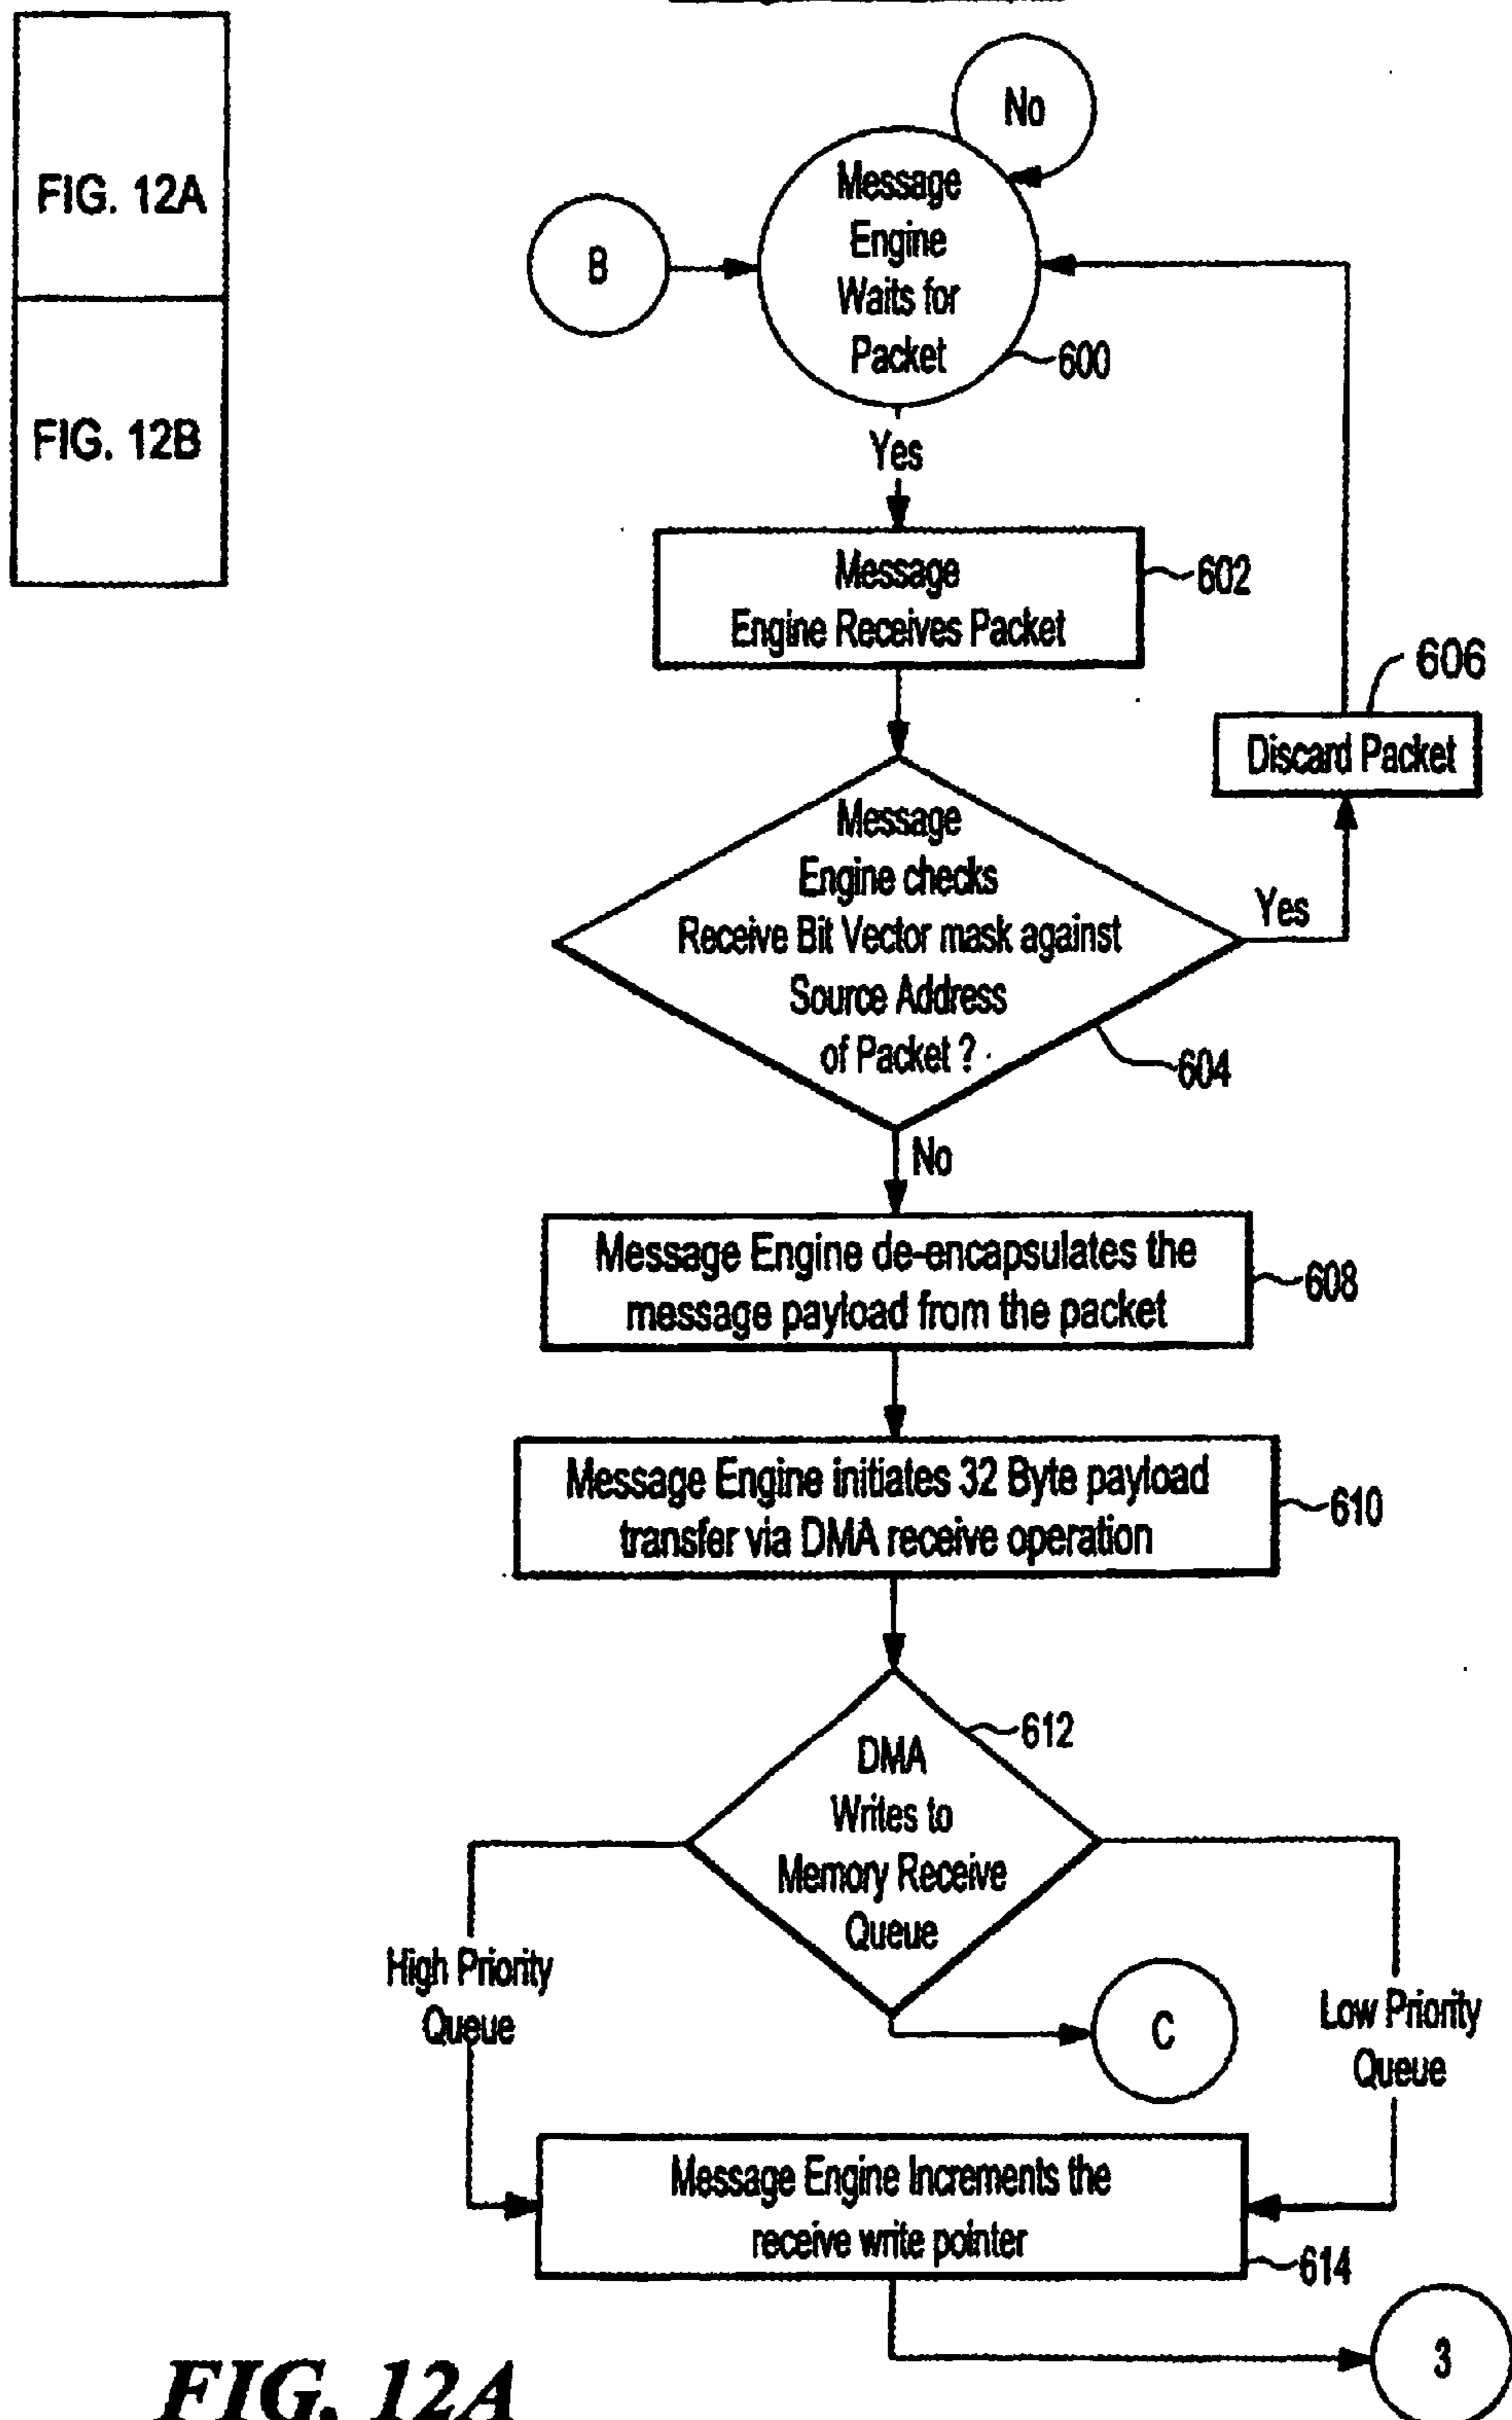 FIG. 12A
FIG. 12B
No
B
Message
Engine
Waits for
Packet
600
Yes
Message
Engine Receives Packet
602
606
Discard Packet
Message
Engine checks
Receive Bit Vector mask against
Source Address
of Packet ?
Yes
604
No
Message Engine de-encapsulates the
message payload from the packet
608
Message Engine initiates 32 Byte payload
transfer via DMA receive operation
610
DMA
Writes to
Memory Receive
Queue
612
High Priority
Queue
C
Low Priority
Queue
Message Engine Increments the
receive write pointer
614
3
FIG. 12A